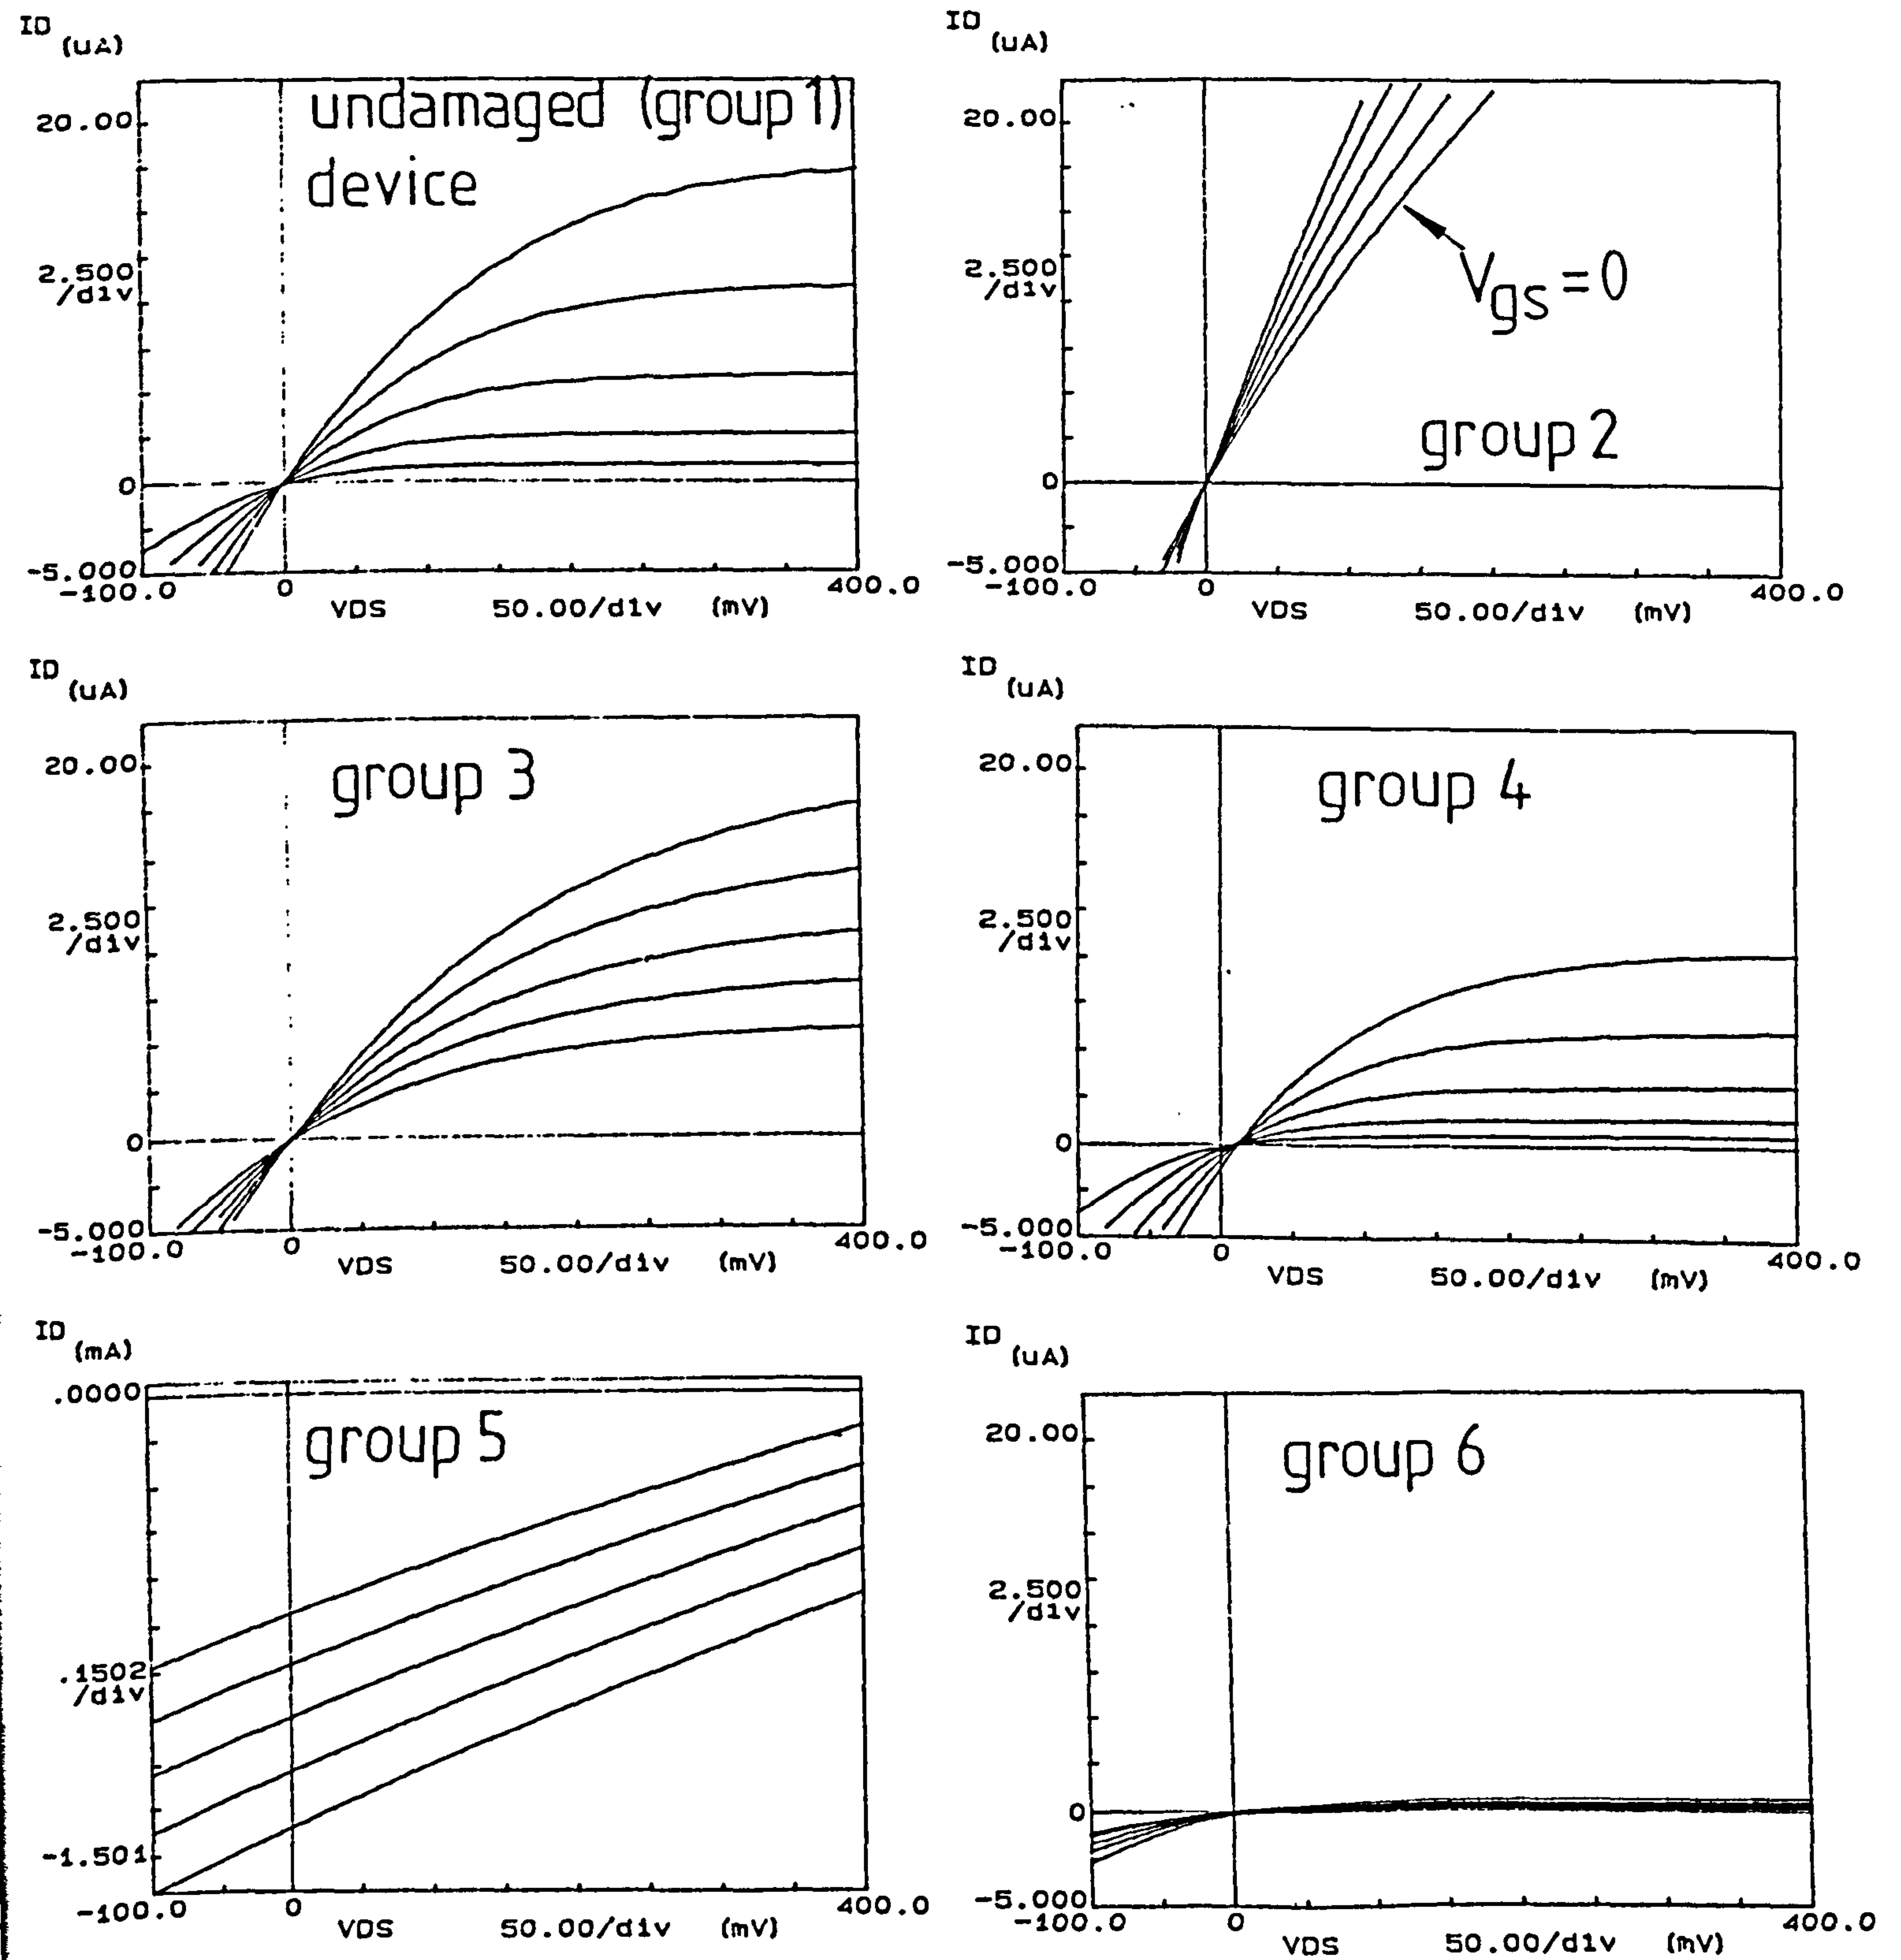 ID
(uA)
20.00
2.500
/div
0
-5.000
-100.0
0
VDS
50.00/div
(mV)
400.0
undamaged (group 1)
device
ID
(uA)
20.00
2.500
/div
0
-5.000
-100.0
0
VDS
50.00/div
(mV)
400.0
Vgs=0
group 2
ID
(uA)
20.00
2.500
/div
0
-5.000
-100.0
0
VDS
50.00/div
(mV)
400.0
group 3
ID
(uA)
20.00
2.500
/div
0
-5.000
-100.0
0
VDS
50.00/div
(mV)
400.0
group 4
ID
(mA)
.0000
.1502
/div
-1.501
-100.0
0
VDS
50.00/div
(mV)
400.0
group 5
ID
(uA)
20.00
2.500
/div
0
-5.000
-100.0
0
VDS
50.00/div
(mV)
400.0
group 6